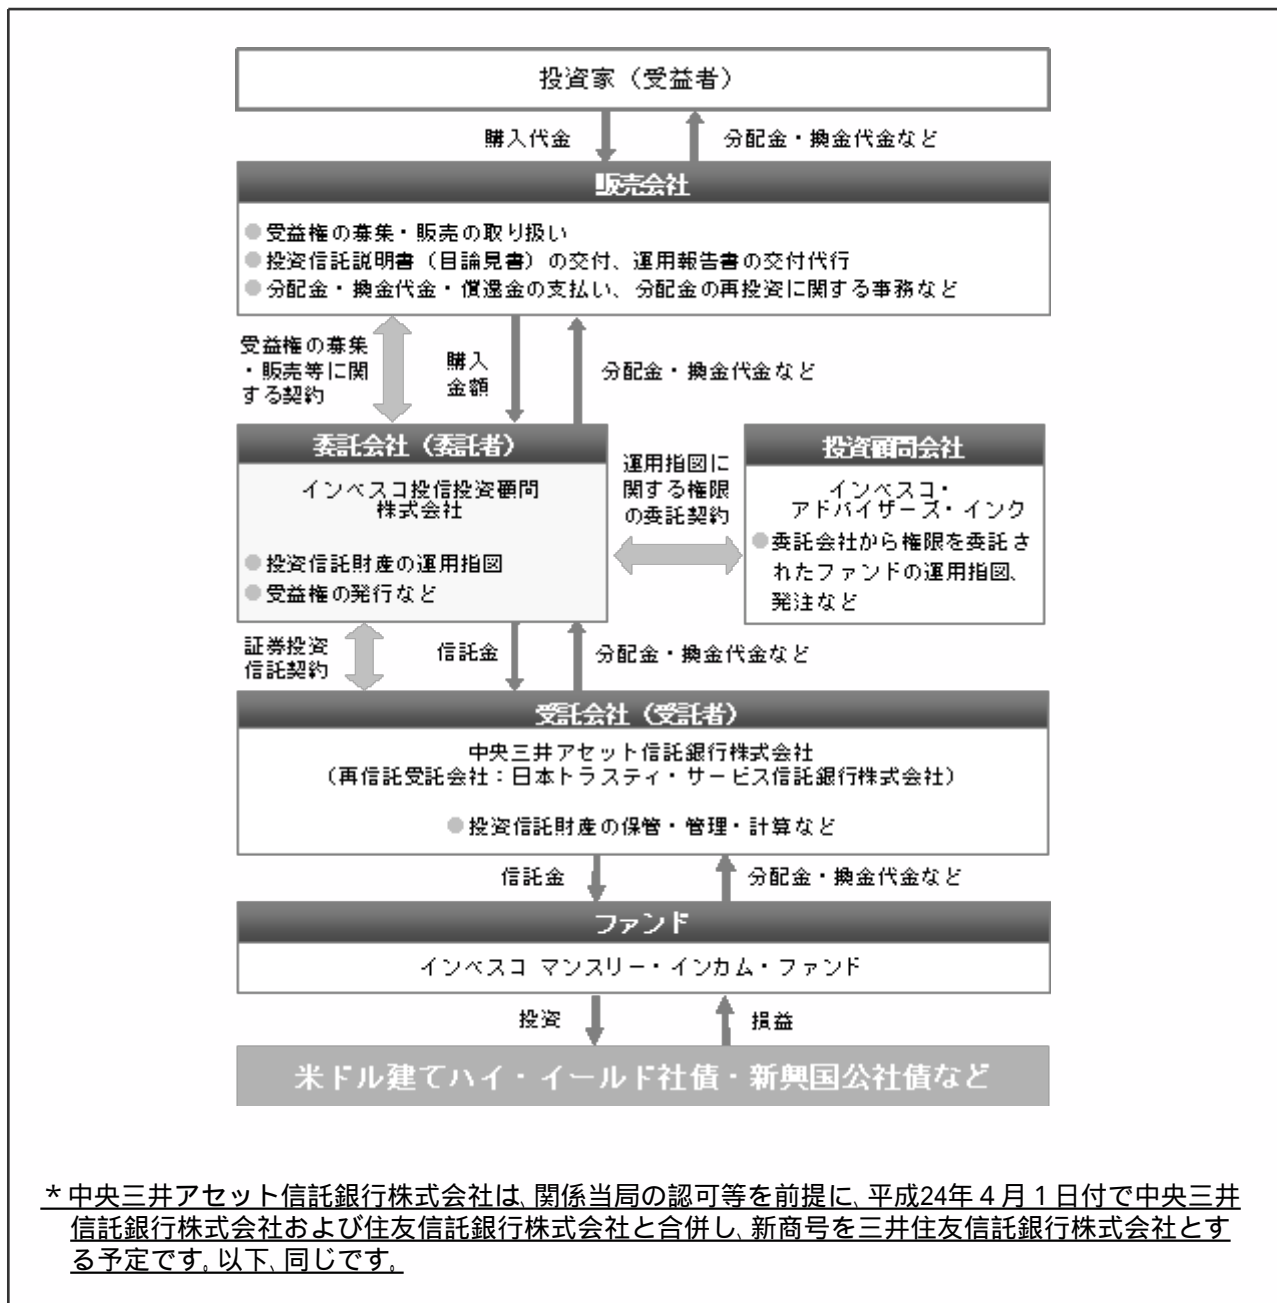 投資家（受益者）
購入代金
分配金・換金代金など
販売会社
受益権の募集・販売の取り扱い
投資信託説明書（目論見書）の交付、運用報告書の交付代行
分配金・換金代金・償還金の支払い、分配金の再投資に関する事務など
受益権の募集
・販売等に関
する契約
購入
金額
分配金・換金代金など
委託会社（委託者）
インベスコ投信投資顧問
株式会社
投資信託財産の運用指図
受益権の発行など
運用指図に
関する権限
の委託契約
投資顧問会社
インベスコ・
アドバイザーズ・インク
委託会社から権限を委託さ
れたファンドの運用指図、
発注など
証券投資
信託契約
信託金
分配金・換金代金など
受託会社（受託者）
中央三井アセット信託銀行株式会社
（再信託受託会社：日本トラスティ・サービス信託銀行株式会社）
投資信託財産の保管・管理・計算など
信託金
分配金・換金代金など
ファンド
インベスコ マンスリー・インカム・ファンド
投資
損益
米ドル建てハイ・イールド社債・新興国公社債など
＊中央三井アセット信託銀行株式会社は、関係当局の認可等を前提に、平成24年４月１日付で中央三井
信託銀行株式会社および住友信託銀行株式会社と合併し、新商号を三井住友信託銀行株式会社とす
る予定です。以下、同じです。